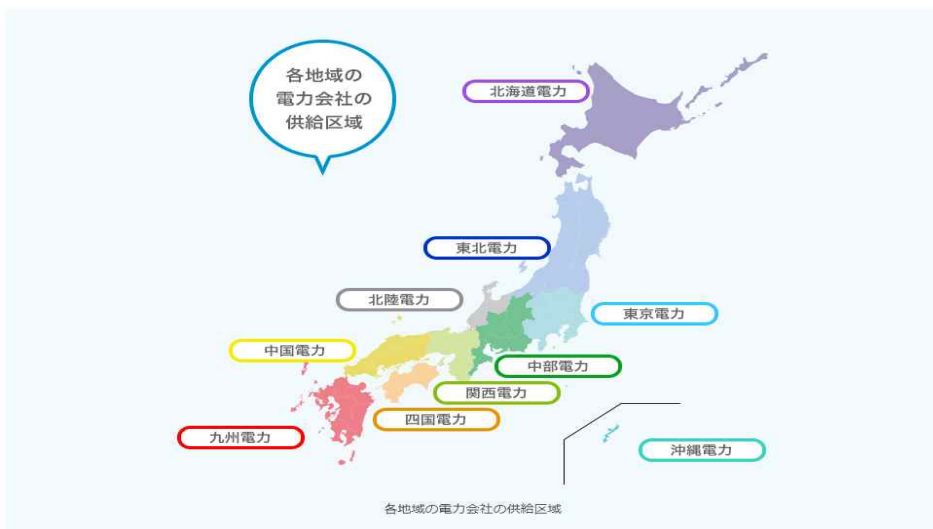 各地域の
電力会社の
供給区域
北海道電力
東北電力
北陸電力
東京電力
中国電力
中部電力
関西電力
四国電力
九州電力
沖縄電力
各地域の電力会社の供給区域